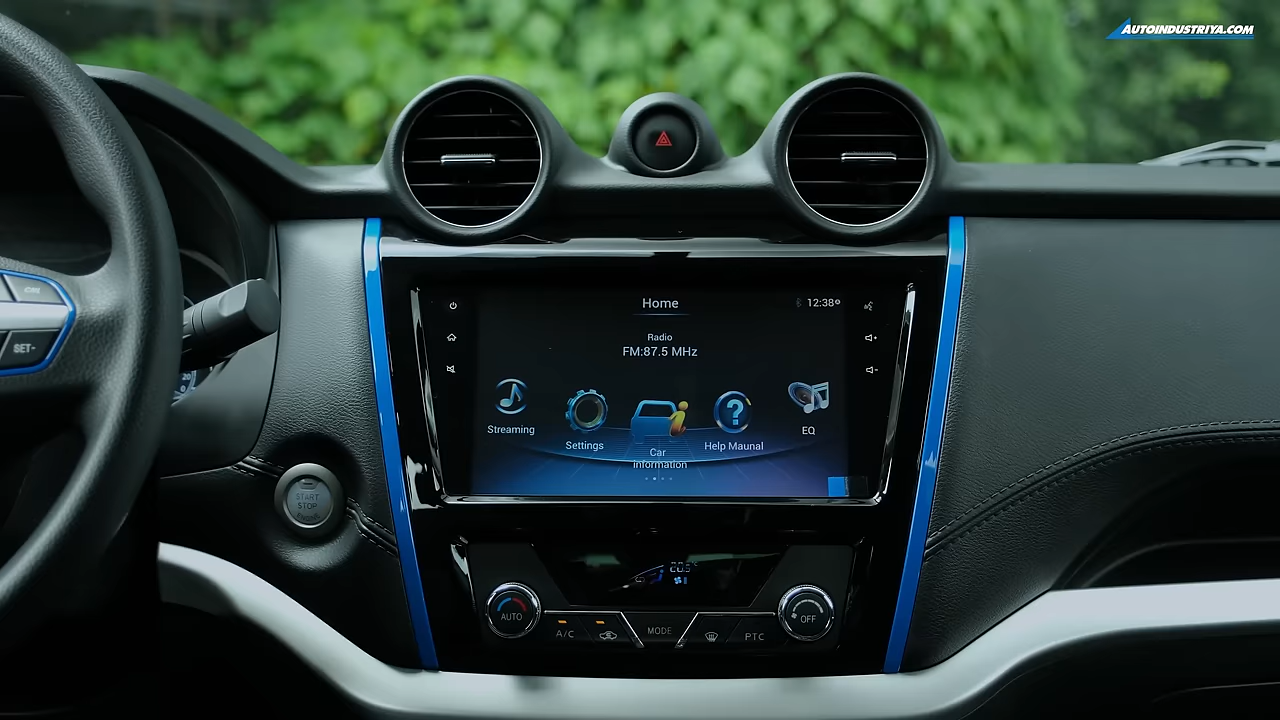 AUTOINDUSTRIYA.COM
Home
12:38
Radio
FM:87.5 MHz
Streaming
Settings
Car
Information
Help Maunal
EQ
SET-
START
STOP
AUTO
A/C
MODE
PTC
OFF